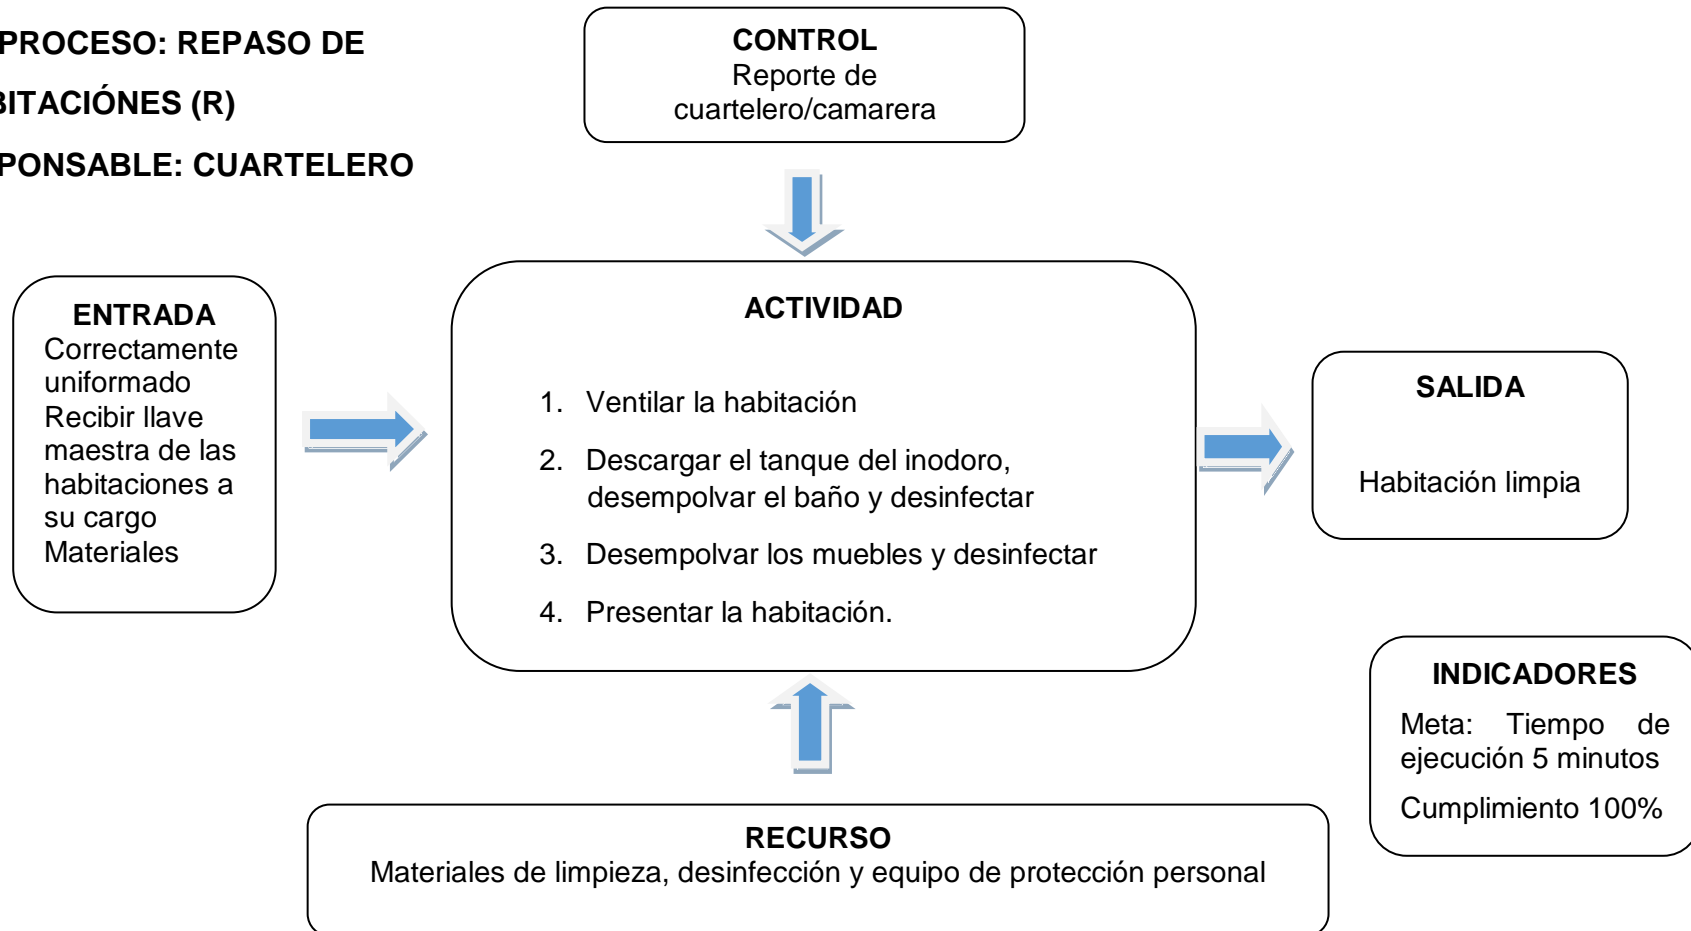 PROCESO: REPASO DE
BITACIÓNES (R)
PONSABLE: CUARTELERO
CONTROL
Reporte de
cuartelero/camarera
ENTRADA
Correctamente
uniformado
Recibir llave
maestra de las
habitaciones a
su cargo
Materiales
ACTIVIDAD
1. Ventilar la habitación
2. Descargar el tanque del inodoro,
desempolvar el baño y desinfectar
3. Desempolvar los muebles y desinfectar
4. Presentar la habitación.
SALIDA
Habitación limpia
INDICADORES
Meta: Tiempo de
ejecución 5 minutos
Cumplimiento 100%
RECURSO
Materiales de limpieza, desinfección y equipo de protección personal